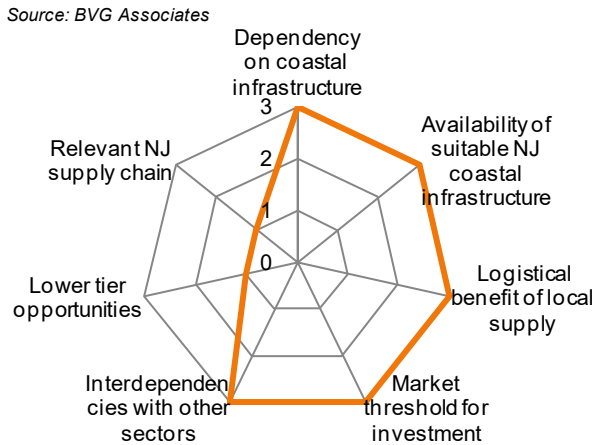 Source: BVG Associates
Dependency
on coastal
infrastructure
3
2
1
0
Availability of
suitable NJ
coastal
infrastructure
Logistical
benefit of local
supply
Market
threshold for
investment
Interdependen
cies with other
sectors
Lower tier
opportunities
Relevant NJ
supply chain